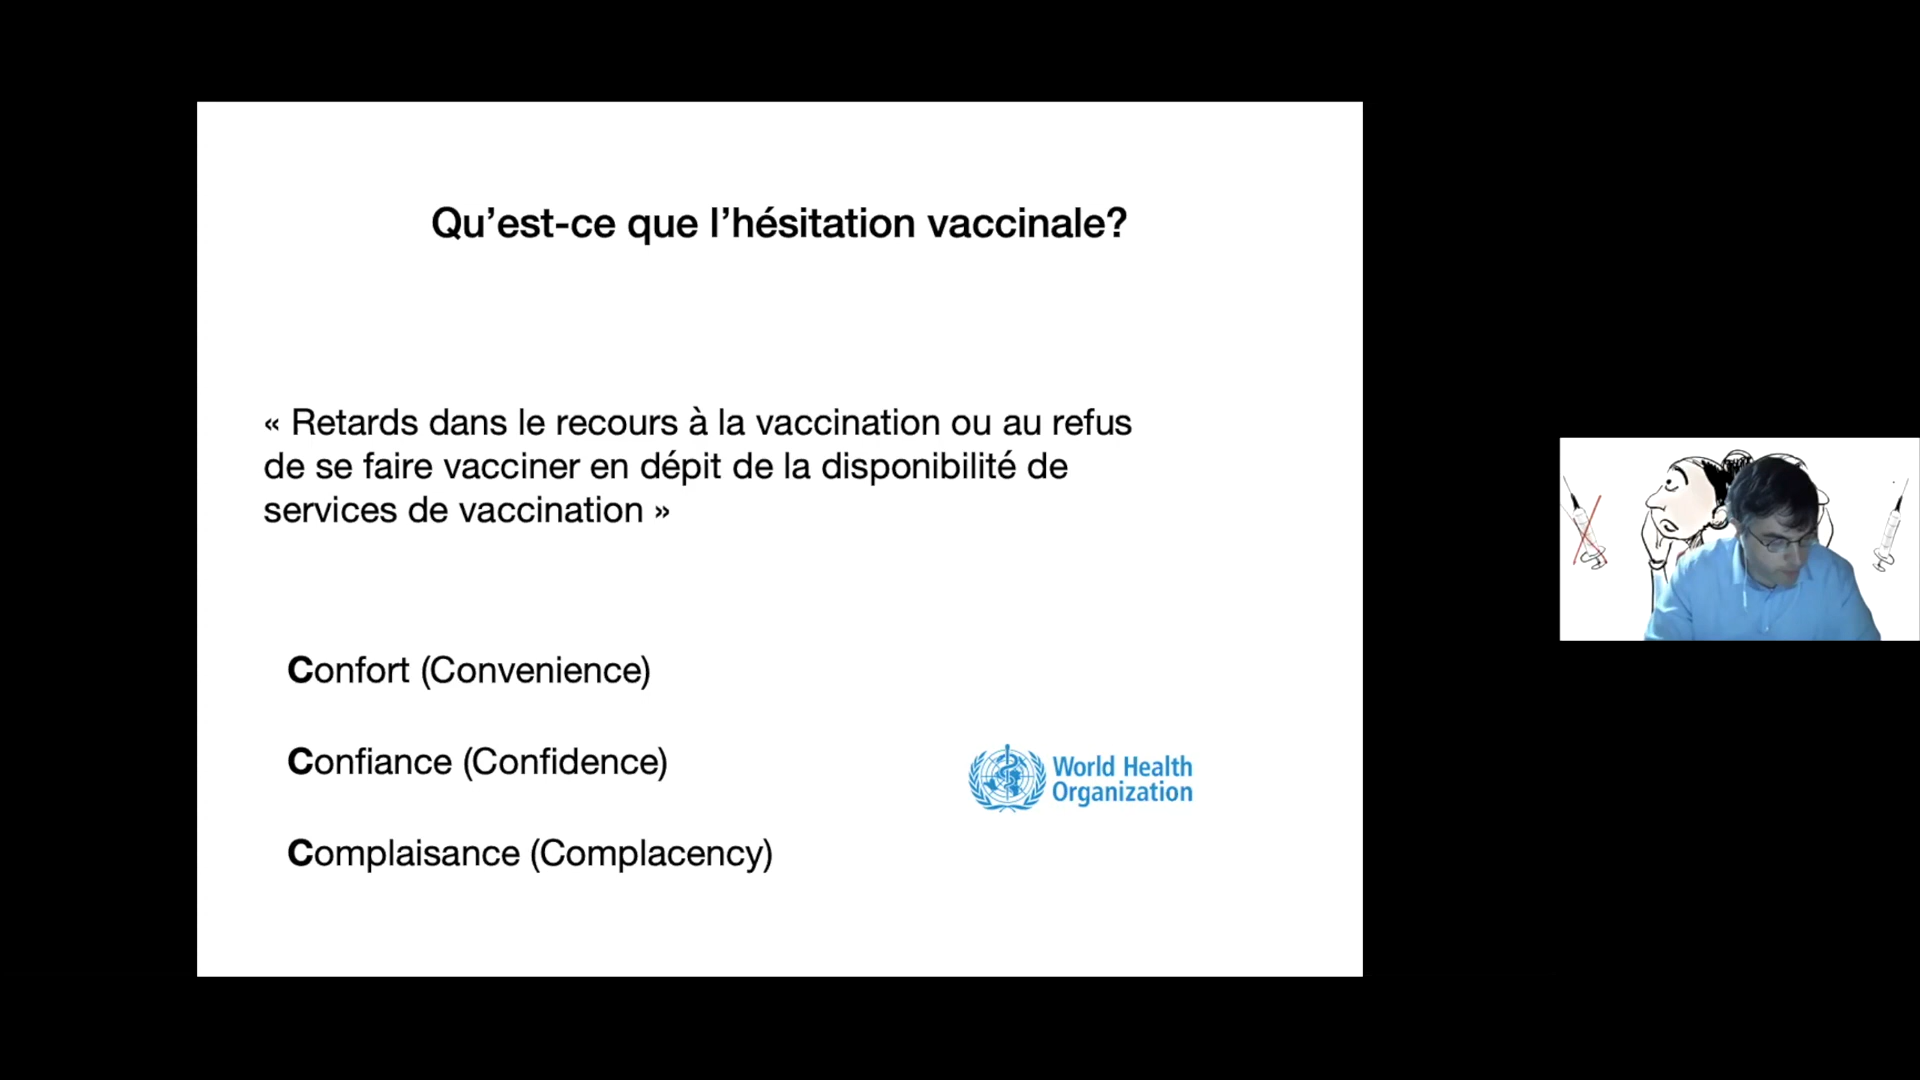 Qu’est-ce que l’hésitation vaccinale?
« Retards dans le recours à la vaccination ou au refus
de se faire vacciner en dépit de la disponibilité de
services de vaccination »
Confort (Convenience)
Confiance (Confidence)
Complaisance (Complacency)
World Health
Organization